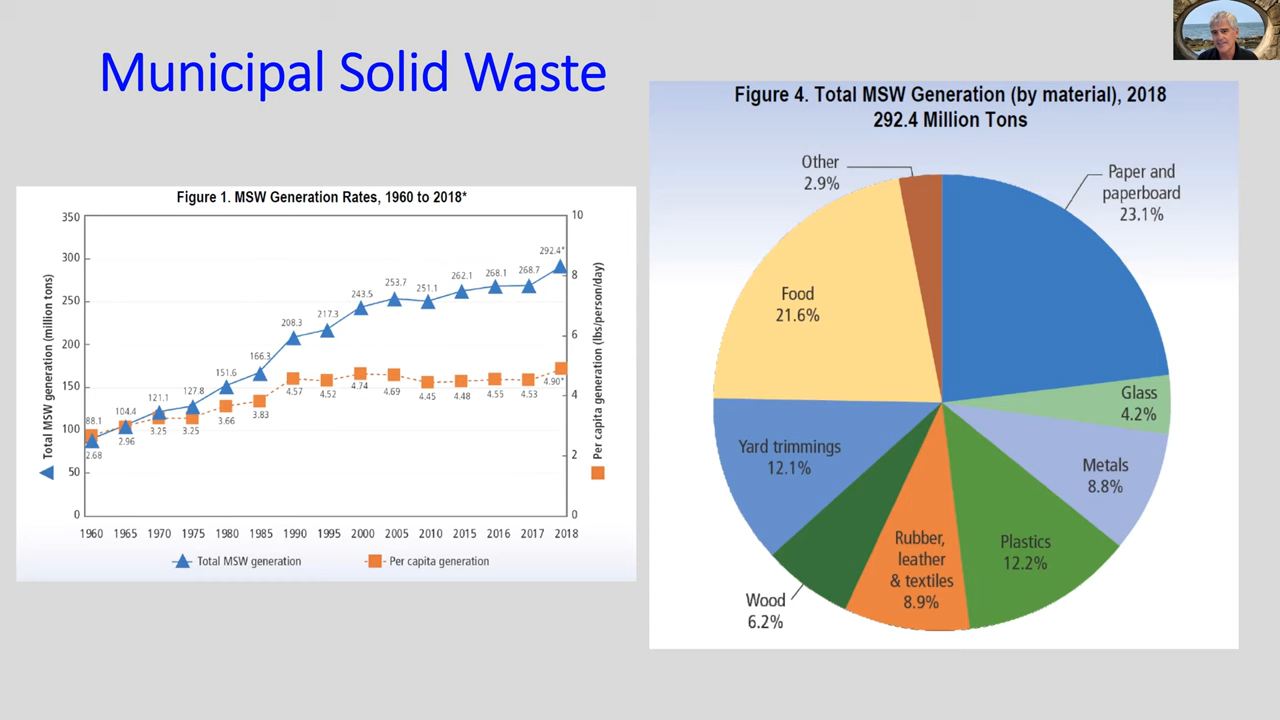 Municipal Solid Waste
Figure 1. MSW Generation Rates, 1960 to 2018*
Total MSW generation (million tons)
350
300
250
200
150
100
50
0
88.1
104.4
121.1
127.8
151.6
166.3
208.3
217.3
243.5
253.7
251.1
262.1
268.1
268.7
292.4*
2.68
2.96
3.25
3.25
3.66
3.83
4.57
4.52
4.74
4.69
4.45
4.48
4.55
4.53
4.90*
10
8
6
4
2
0
Per capita generation (lbs/person/day)
1960 1965 1970 1975 1980 1985 1990 1995 2000 2005 2010 2015 2016 2017 2018
Total MSW generation Per capita generation
Figure 4. Total MSW Generation (by material), 2018
292.4 Million Tons
Other
2.9%
Paper and
paperboard
23.1%
Glass
4.2%
Metals
8.8%
Plastics
12.2%
Rubber,
leather
& textiles
8.9%
Wood
6.2%
Yard trimmings
12.1%
Food
21.6%